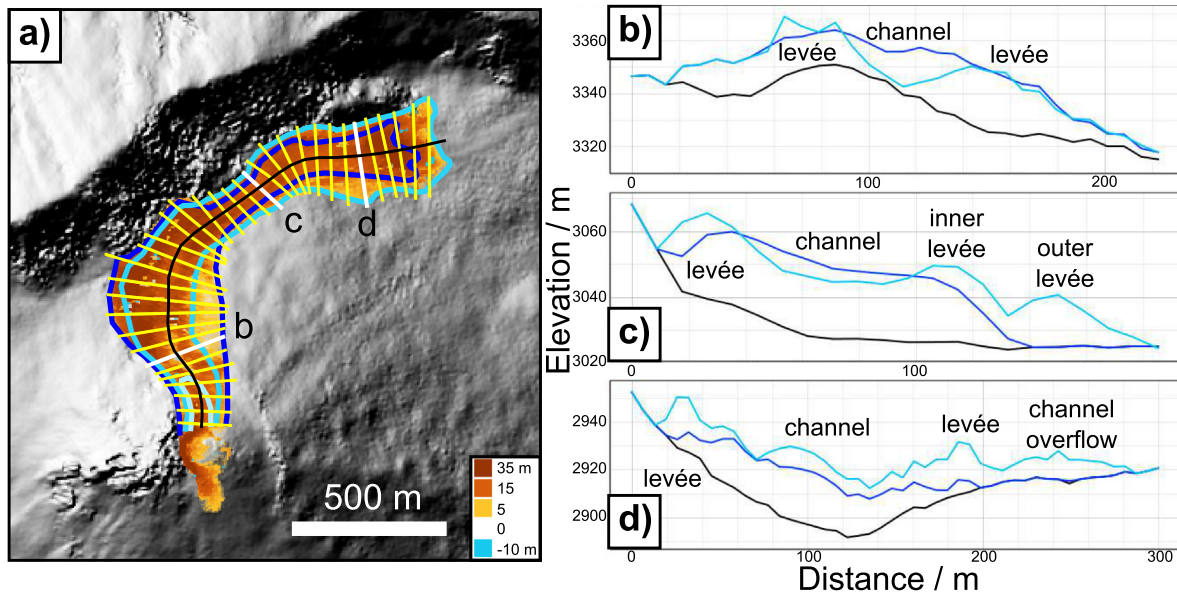 a)
c
d
b
500 m
35 m
15
5
0
-10 m
Elevation / m
b)
3360
3340
3320
channel
levée
levée
0
100
200
c)
3060
3040
3020
levée
channel
inner
levée
outer
levée
0
100
d)
2940
2920
2900
levée
channel
levée
channel
overflow
0
100
200
300
Distance / m